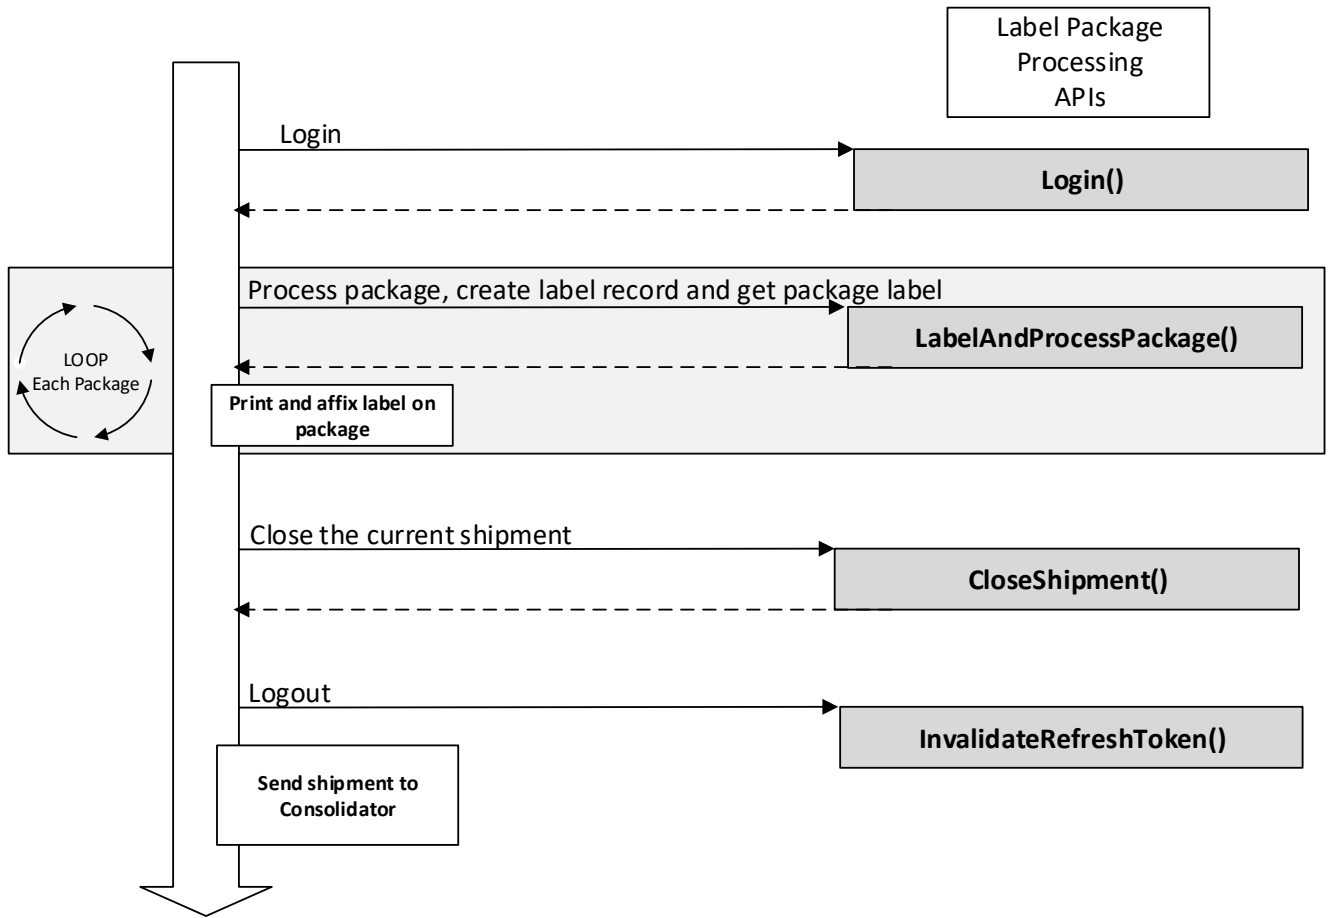 Label Package
Processing
APIs
Login
Login()
Process package, create label record and get package label
LabelAndProcessPackage()
LOOP
Each Package
Print and affix label on
package
Close the current shipment
CloseShipment()
Logout
InvalidateRefreshToken()
Send shipment to
Consolidator